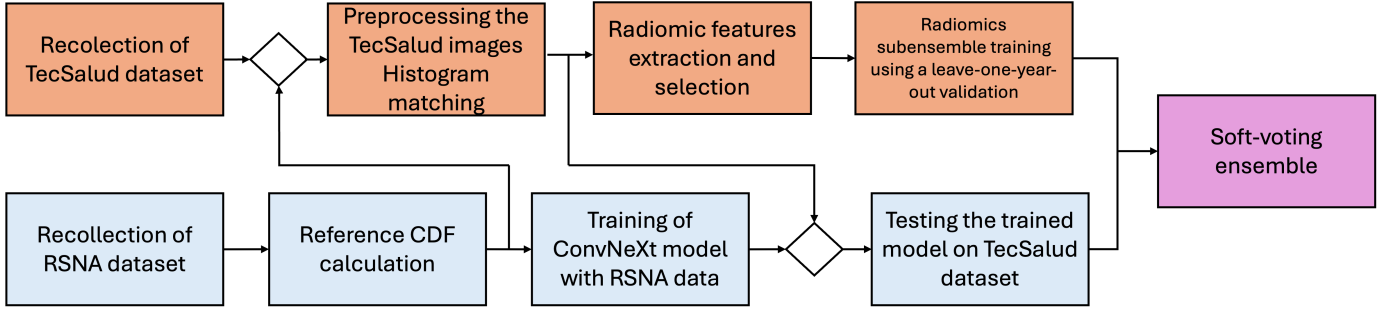 Recolection of
TecSalud dataset
Preprocessing the
TecSalud images
Histogram
matching
Radiomic features
extraction and
selection
Radiomics
subensemble training
using a leave-one-year-
out validation
Soft-voting
ensemble
Recollection of
RSNA dataset
Reference CDF
calculation
Training of
ConvNeXt model
with RSNA data
Testing the trained
model on TecSalud
dataset